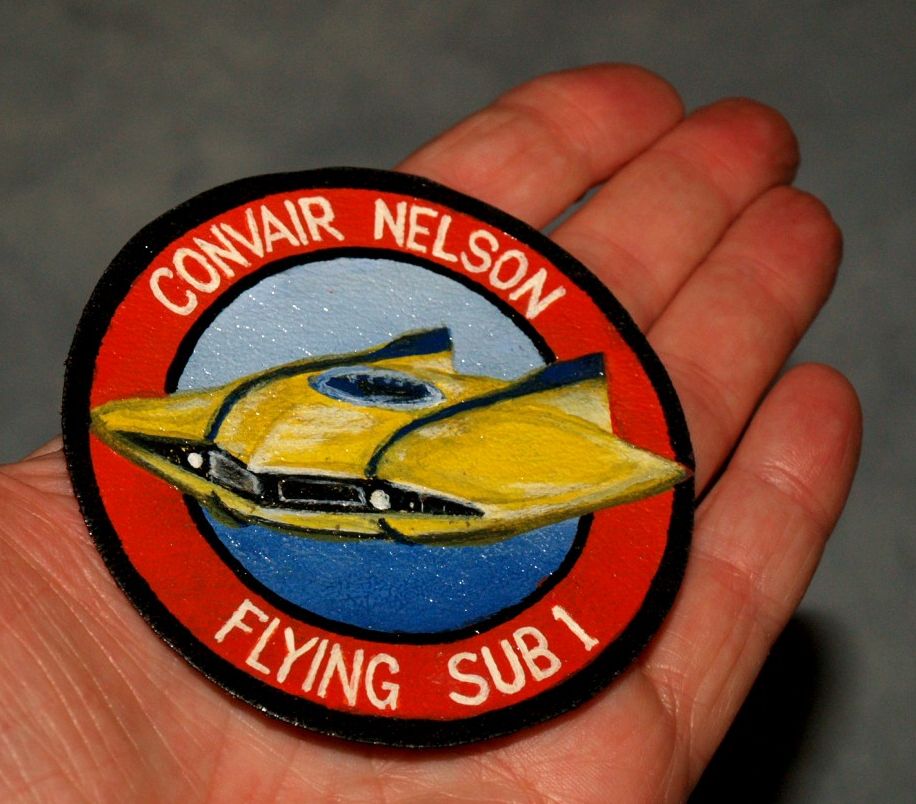 CONVAIR NELSON
FLYING SUB 1